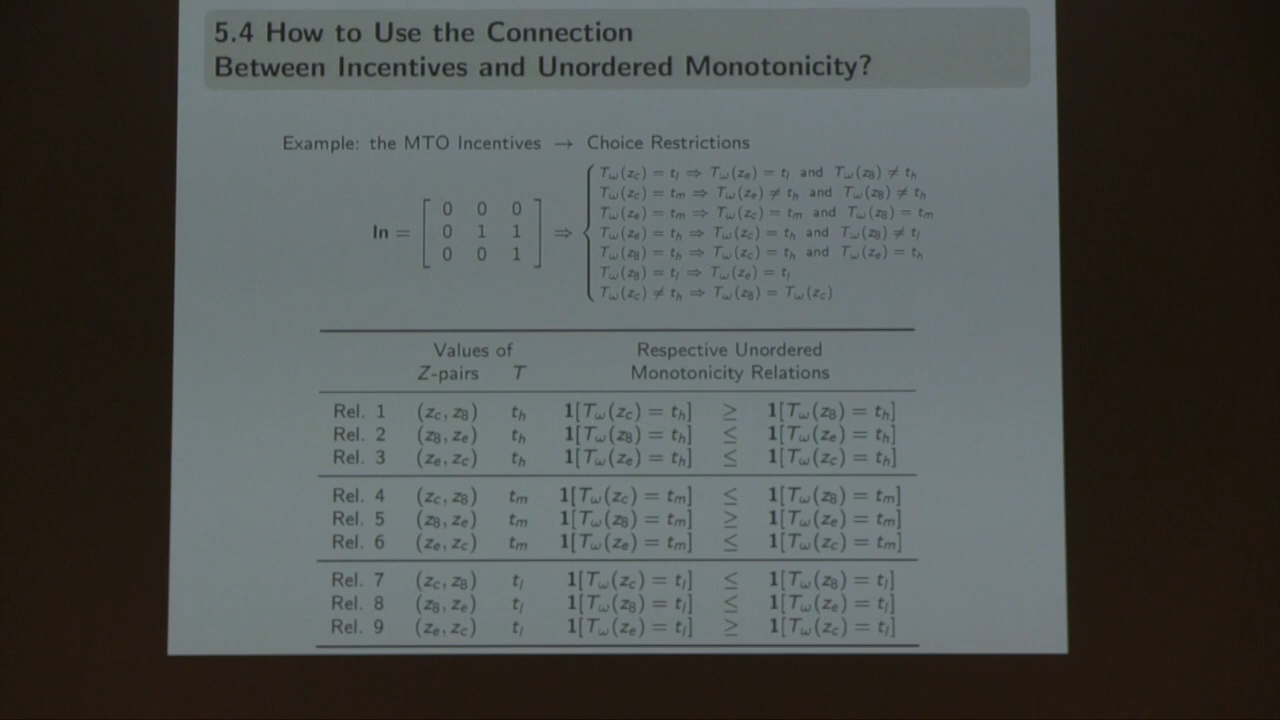 5.4 How to Use the Connection
Between Incentives and Unordered Monotonicity?
Example: the MTO Incentives → Choice Restrictions
Tω(zc) = tl ⇒ Tω(ze) = tl and Tω(z8) ≠ th
Tω(zc) = tm ⇒ Tω(ze) ≠ th and Tω(z8) ≠ th
Tω(ze) = tm ⇒ Tω(zc) = tm and Tω(z8) = tm
Tω(ze) = th ⇒ Tω(zc) = th and Tω(z8) ≠ tl
Tω(z8) = th ⇒ Tω(zc) = th and Tω(ze) = th
Tω(z8) = tl ⇒ Tω(ze) = tl
Tω(zc) ≠ th ⇒ Tω(z8) = Tω(zc)
0 0 0
In = 0 1 1 ⇒
0 0 1
Values of Respective Unordered
Z-pairs T Monotonicity Relations
Rel. 1 (zc, z8) th 1[Tω(zc) = th] ≥ 1[Tω(z8) = th]
Rel. 2 (z8, ze) th 1[Tω(z8) = th] ≤ 1[Tω(ze) = th]
Rel. 3 (ze, zc) th 1[Tω(ze) = th] ≤ 1[Tω(zc) = th]
Rel. 4 (zc, z8) tm 1[Tω(zc) = tm] ≤ 1[Tω(z8) = tm]
Rel. 5 (z8, ze) tm 1[Tω(z8) = tm] ≥ 1[Tω(ze) = tm]
Rel. 6 (ze, zc) tm 1[Tω(ze) = tm] ≤ 1[Tω(zc) = tm]
Rel. 7 (zc, z8) tl 1[Tω(zc) = tl] ≤ 1[Tω(z8) = tl]
Rel. 8 (z8, ze) tl 1[Tω(z8) = tl] ≤ 1[Tω(ze) = tl]
Rel. 9 (ze, zc) tl 1[Tω(ze) = tl] ≥ 1[Tω(zc) = tl]